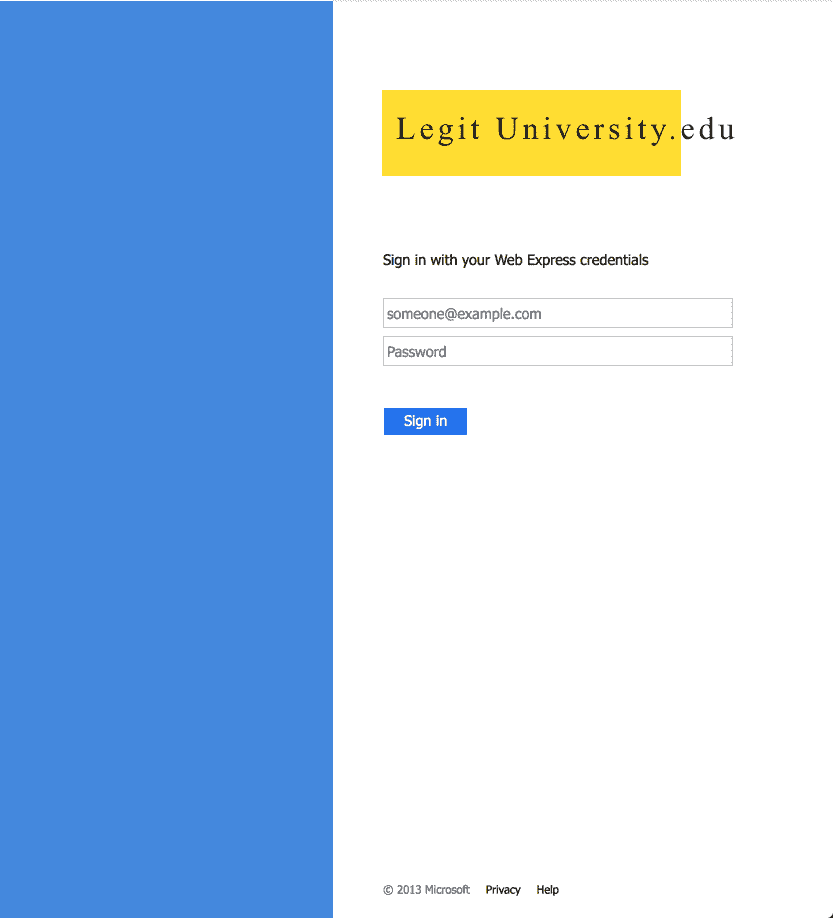 Legit University.edu
Sign in with your Web Express credentials
someone@example.com
Password
Sign in
© 2013 Microsoft Privacy Help